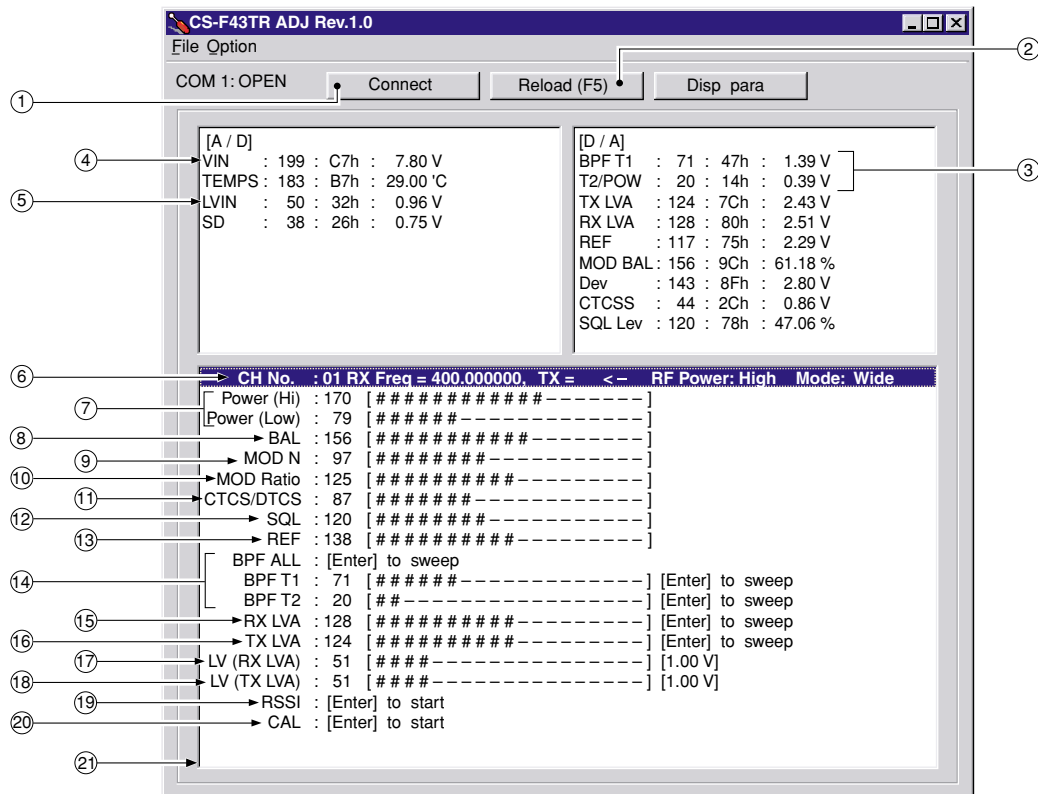 CS-F43TR ADJ Rev.1.0
File Option
COM 1: OPEN Connect Reload (F5) Disp para
1
2
3
4
5
6
7
8
9
10
11
12
13
14
15
16
17
18
19
20
21
[A / D]
VIN : 199 : C7h : 7.80 V
TEMPS : 183 : B7h : 29.00 'C
LVIN : 50 : 32h : 0.96 V
SD : 38 : 26h : 0.75 V
[D / A]
BPF T1 : 71 : 47h : 1.39 V
T2/POW : 20 : 14h : 0.39 V
TX LVA : 124 : 7Ch : 2.43 V
RX LVA : 128 : 80h : 2.51 V
REF : 117 : 75h : 2.29 V
MOD BAL : 156 : 9Ch : 61.18 %
Dev : 143 : 8Fh : 2.80 V
CTCSS : 44 : 2Ch : 0.86 V
SQL Lev : 120 : 78h : 47.06 %
CH No. : 01 RX Freq = 400.000000, TX = <– RF Power: High Mode: Wide
Power (Hi) : 170 [############–––––––]
Power (Low) : 79 [######–––––––––––––]
BAL : 156 [###########––––––––]
MOD N : 97 [########–––––––––––]
MOD Ratio : 125 [##########–––––––––]
CTCS/DTCS : 87 [#######––––––––––––]
SQL : 120 [########–––––––––––]
REF : 138 [##########–––––––––]
BPF ALL : [Enter] to sweep
BPF T1 : 71 [######–––––––––––––] [Enter] to sweep
BPF T2 : 20 [##–––––––––––––––––] [Enter] to sweep
RX LVA : 128 [##########–––––––––] [Enter] to sweep
TX LVA : 124 [##########–––––––––] [Enter] to sweep
LV (RX LVA) : 51 [####–––––––––––––––] [1.00 V]
LV (TX LVA) : 51 [####–––––––––––––––] [1.00 V]
RSSI : [Enter] to start
CAL : [Enter] to start